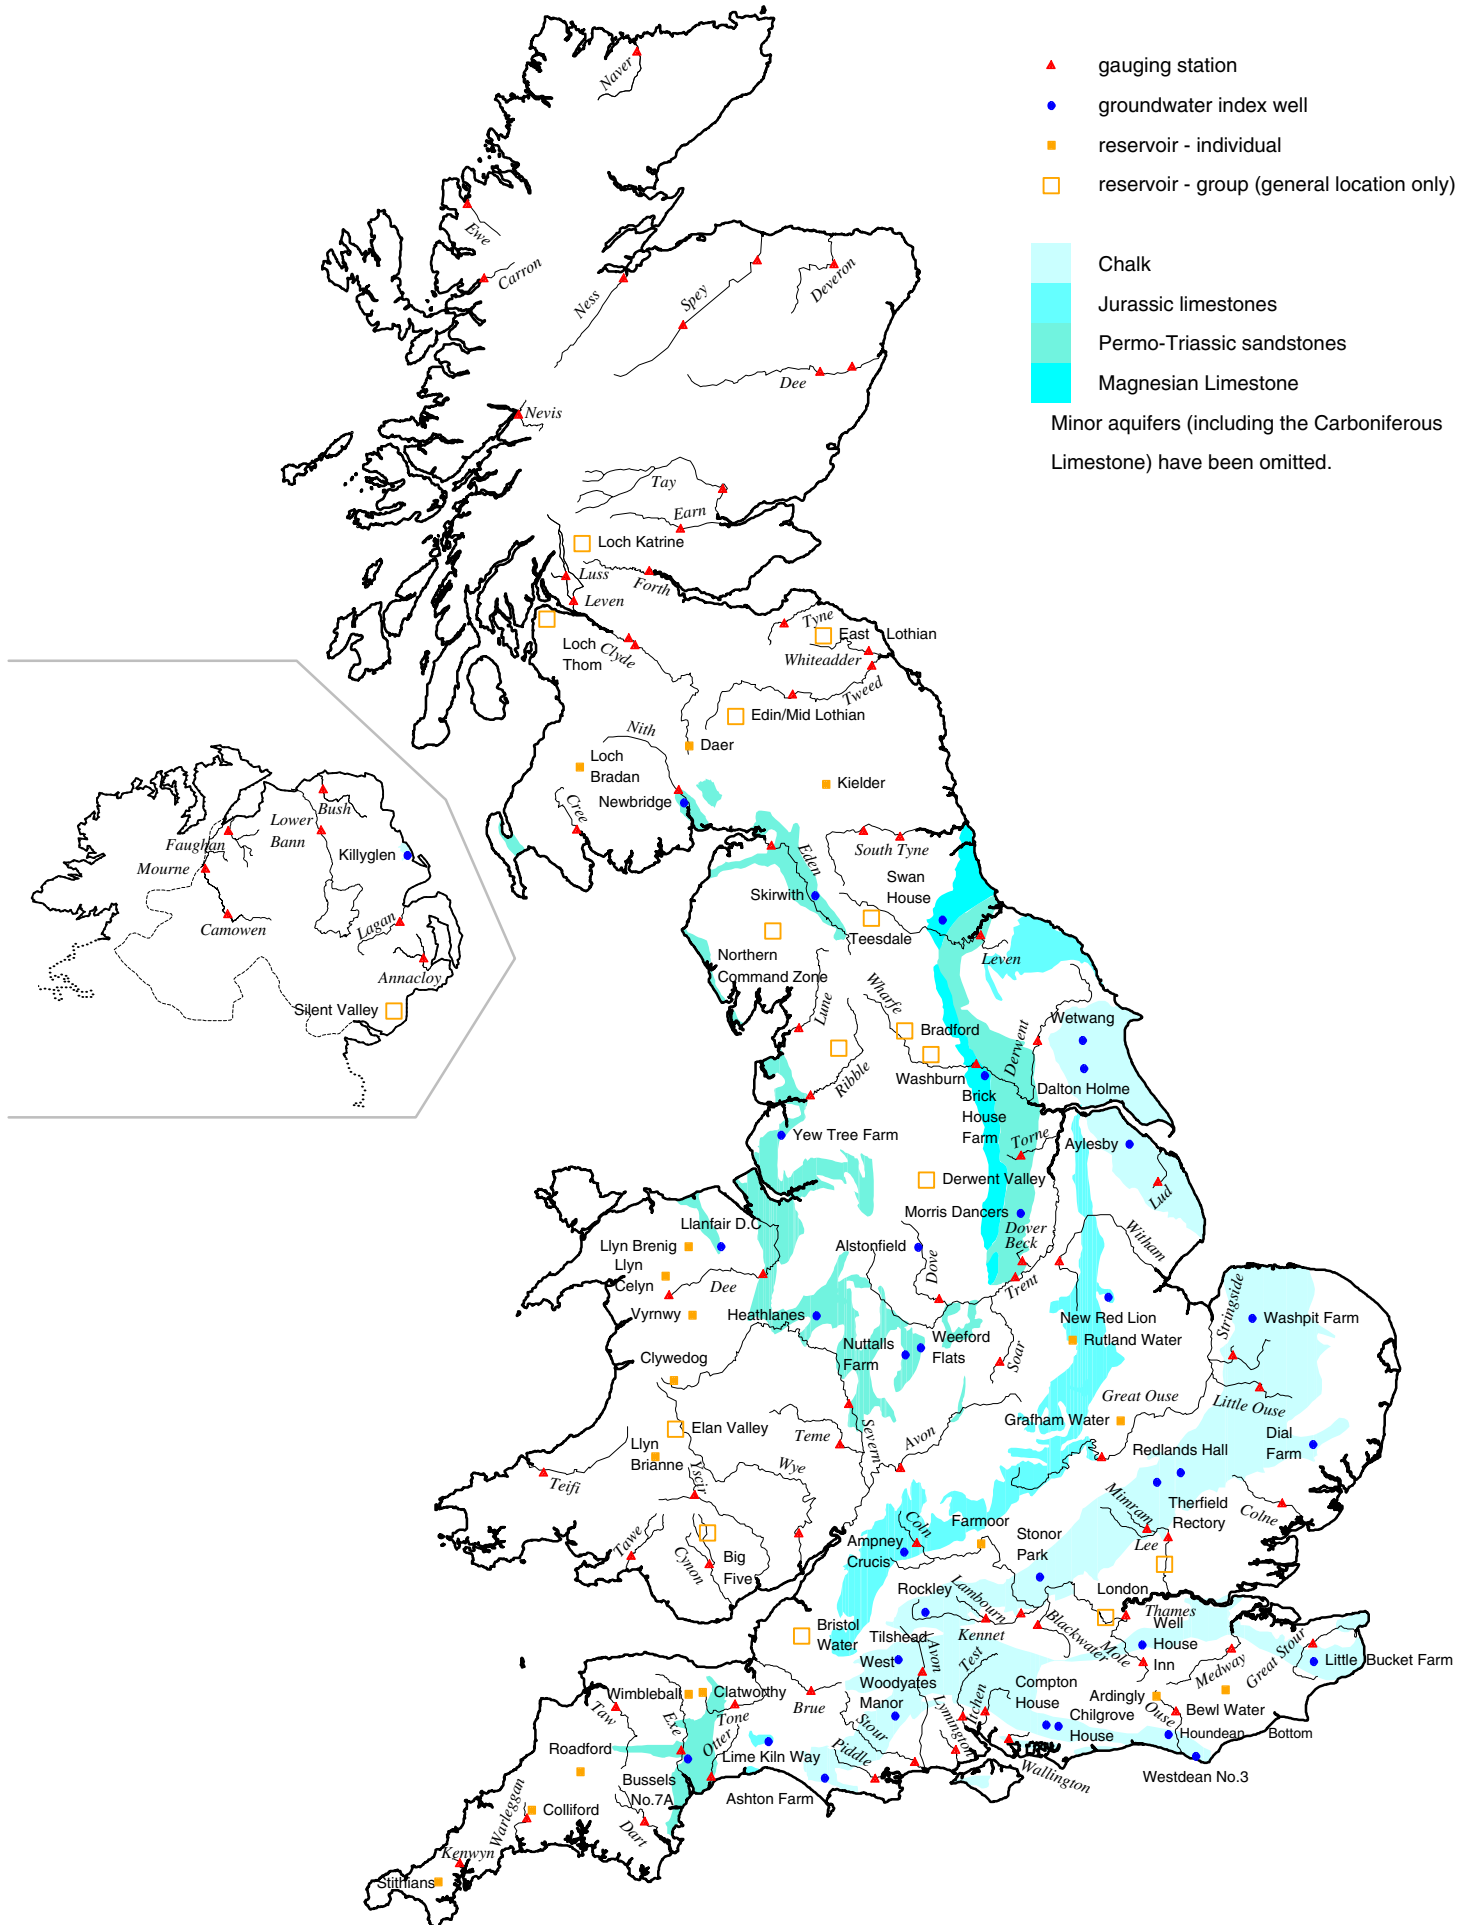 gauging station
groundwater index well
reservoir - individual
reservoir - group (general location only)
Chalk
Jurassic limestones
Permo-Triassic sandstones
Magnesian Limestone
Minor aquifers (including the Carboniferous
Limestone) have been omitted.
Naver
Ewe
Carron
Ness
Spey
Deveron
Dee
Nevis
Tay
Earn
Loch Katrine
Luss
Forth
Leven
Loch
Thom
Clyde
Tyne
East Lothian
Whiteadder
Tweed
Edin/Mid Lothian
Nith
Daer
Loch
Bradan
Kielder
Newbridge
Cree
Bush
Lower
Bann
Faughan
Killyglen
Mourne
Camowen
Lagan
Annacloy
Silent Valley
Eden
South Tyne
Swan
House
Skirwith
Teesdale
Northern
Command Zone
Leven
Lune
Wharfe
Bradford
Wetwang
Derwent
Ribble
Washburn
Dalton Holme
Brick
House
Farm
Yew Tree Farm
Torne
Aylesby
Derwent Valley
Lud
Morris Dancers
Dover
Beck
Llanfair D.C
Llyn Brenig
Alstonfield
Witham
Llyn
Celyn
Dee
Dove
Trent
Vyrnwy
Heathlanes
New Red Lion
Stringside
Washpit Farm
Nuttalls
Farm
Weeford
Flats
Rutland Water
Soar
Clywedog
Great Ouse
Little Ouse
Elan Valley
Teme
Severn
Avon
Grafham Water
Dial
Farm
Llyn
Brianne
Redlands Hall
Teifi
Yscir
Wye
Mimram
Therfield
Rectory
Colne
Tawe
Cynon
Big
Five
Coln
Farmoor
Ampney
Crucis
Stonor
Park
Lee
London
Rockley
Lambourn
Thames
Bristol
Water
Tilshead
Kennet
Blackwater
Well
House
Inn
Mole
Great Stour
Little Bucket Farm
West
Woodyates
Manor
Avon
Test
Medway
Wimbleball
Clatworthy
Brue
Compton
House
Ardingly
Bewl Water
Taw
Exe
Tone
Stour
Lymington
Itchen
Chilgrove
House
Ouse
Houndean Bottom
Roadford
Otter
Lime Kiln Way
Piddle
Wallington
Westdean No.3
Bussels
No.7A
Ashton Farm
Colliford
Warleggan
Dart
Kenwyn
Stithians